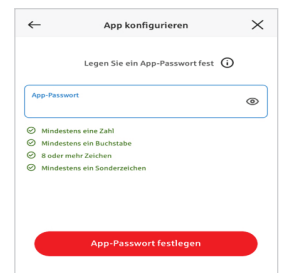 App konfigurieren
Legen Sie ein App-Passwort fest
App-Passwort
Mindestens eine Zahl
Mindestens ein Buchstabe
8 oder mehr Zeichen
Mindestens ein Sonderzeichen
App-Passwort festlegen